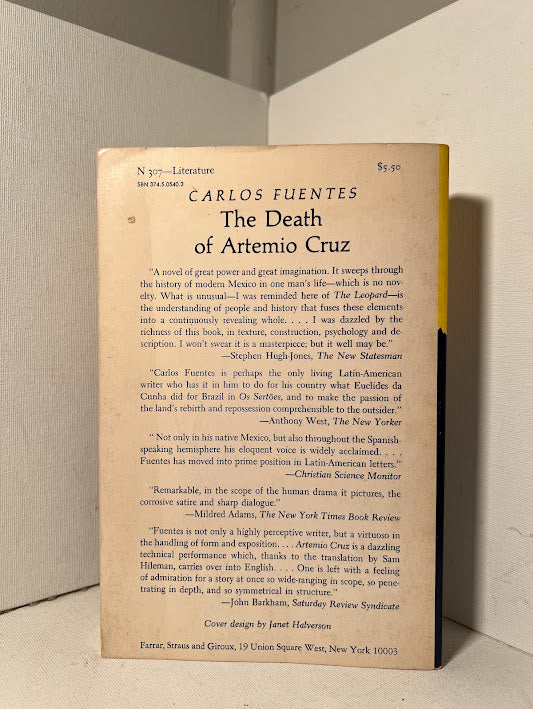 N 307—Literature $5.50
SBN 374.5.0540.3
CARLOS FUENTES
The Death
of Artemio Cruz
"A novel of great power and great imagination. It sweeps through
the history of modern Mexico in one man's life—which is no nov-
elty. What is unusual—I was reminded here of The Leopard—is
the understanding of people and history that fuses these elements
into a continuously revealing whole. . . . I was dazzled by the
richness of this book, in texture, construction, psychology and de-
scription. I won't swear it is a masterpiece; but it well may be."
—Stephen Hugh-Jones, The New Statesman
"Carlos Fuentes is perhaps the only living Latin-American
writer who has it in him to do for his country what Euclides da
Cunha did for Brazil in Os Sertões, and to make the passion of
the land's rebirth and repossession comprehensible to the outsider."
—Anthony West, The New Yorker
"Not only in his native Mexico, but also throughout the Spanish-
speaking hemisphere his eloquent voice is widely acclaimed. . . .
Fuentes has moved into prime position in Latin-American letters."
—Christian Science Monitor
"Remarkable, in the scope of the human drama it pictures, the
corrosive satire and sharp dialogue."
—Mildred Adams, The New York Times Book Review
"Fuentes is not only a highly perceptive writer, but a virtuoso in
the handling of form and exposition. . . . Artemio Cruz is a dazzling
technical performance which, thanks to the translation by Sam
Hileman, carries over into English. . . . One is left with a feeling
of admiration for a story at once so wide-ranging in scope, so pene-
trating in depth, and so symmetrical in structure."
—John Barkham, Saturday Review Syndicate
Cover design by Janet Halverson
Farrar, Straus and Giroux, 19 Union Square West, New York 10003